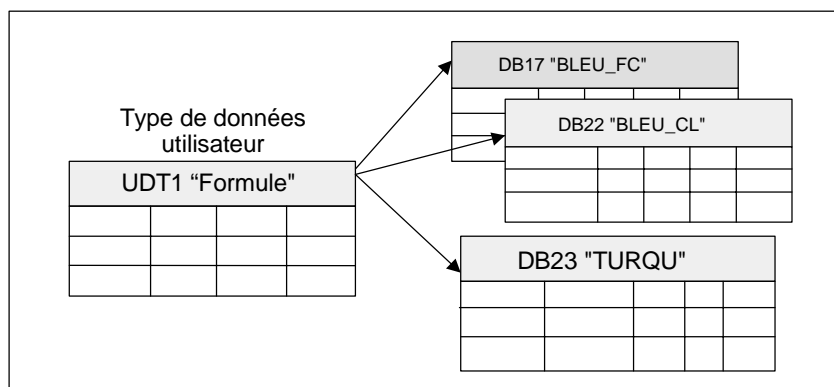 DB17 "BLEU_FC"
DB22 "BLEU_CL"
Type de données
utilisateur
UDT1 “Formule"
DB23 "TURQU"